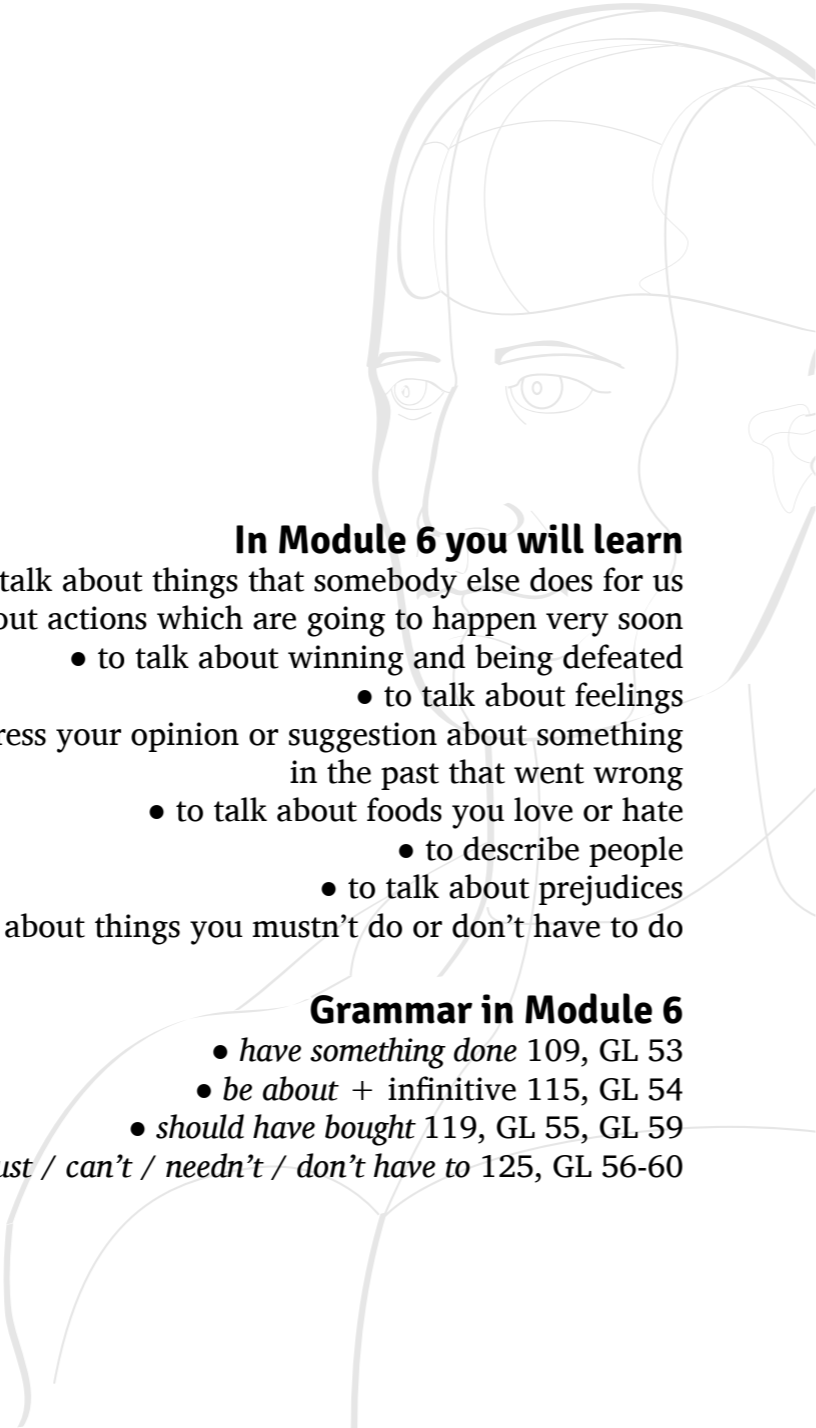 In Module 6 you will learn
talk about things that somebody else does for us
actions which are going to happen very soon
• to talk about winning and being defeated
• to talk about feelings
your opinion or suggestion about something
in the past that went wrong
• to talk about foods you love or hate
• to describe people
• to talk about prejudices
about things you mustn’t do or don’t have to do
Grammar in Module 6
• have something done 109, GL 53
• be about + infinitive 115, GL 54
• should have bought 119, GL 55, GL 59
/ can’t / needn’t / don’t have to 125, GL 56-60